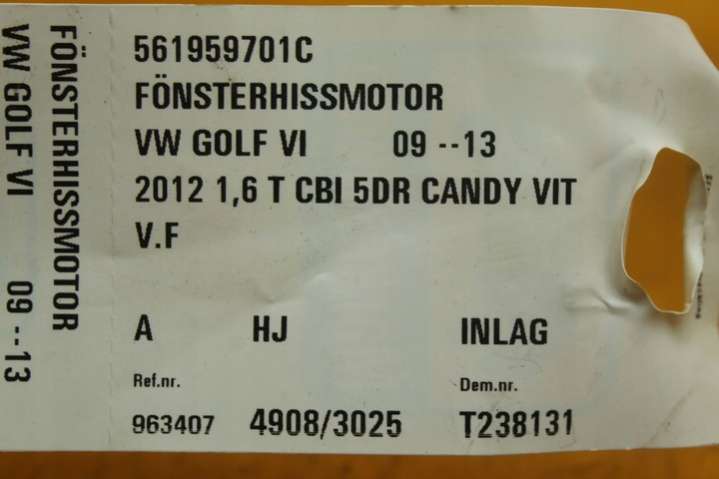 561959701C
FÖNSTERHISSMOTOR
VW GOLF VI 09 --13
2012 1,6 T CBI 5DR CANDY VIT
V.F
A HJ INLAG
Ref.nr. Dem.nr.
963407 4908/3025 T238131
FÖNSTERHISSMOTOR
VW GOLF VI 09 --13